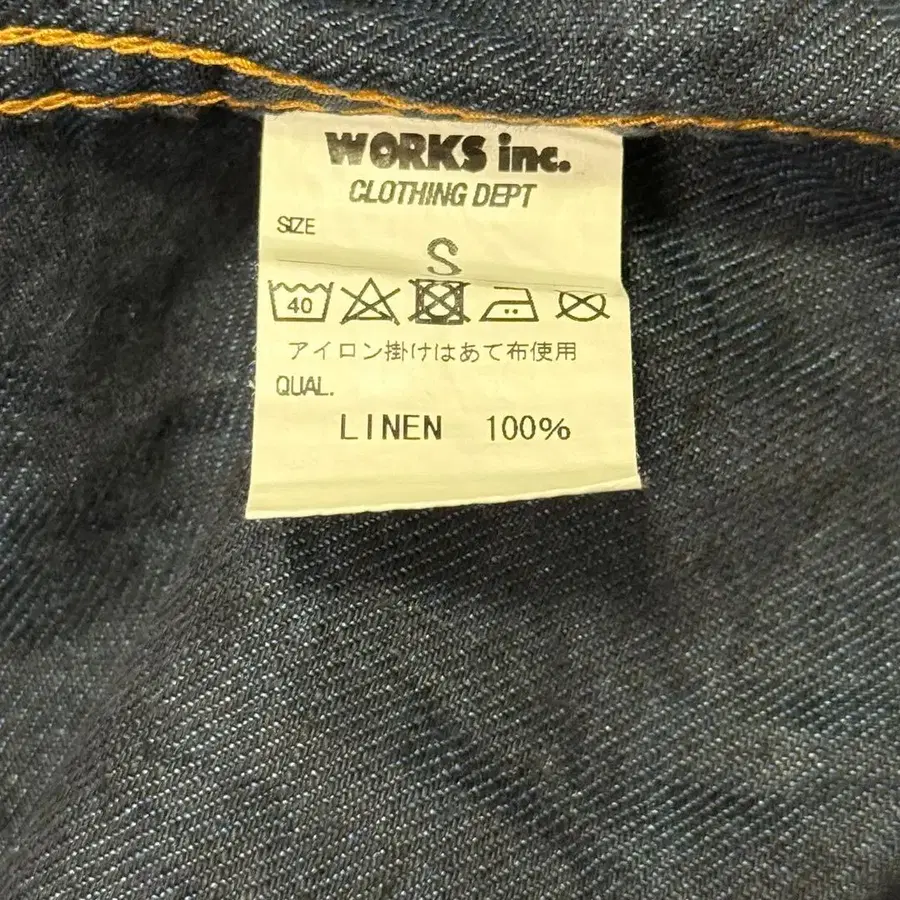 WORKS inc.
CLOTHING DEPT
SIZE
S
40
アイロン掛けはあて布使用
QUAL.
LINEN 100%